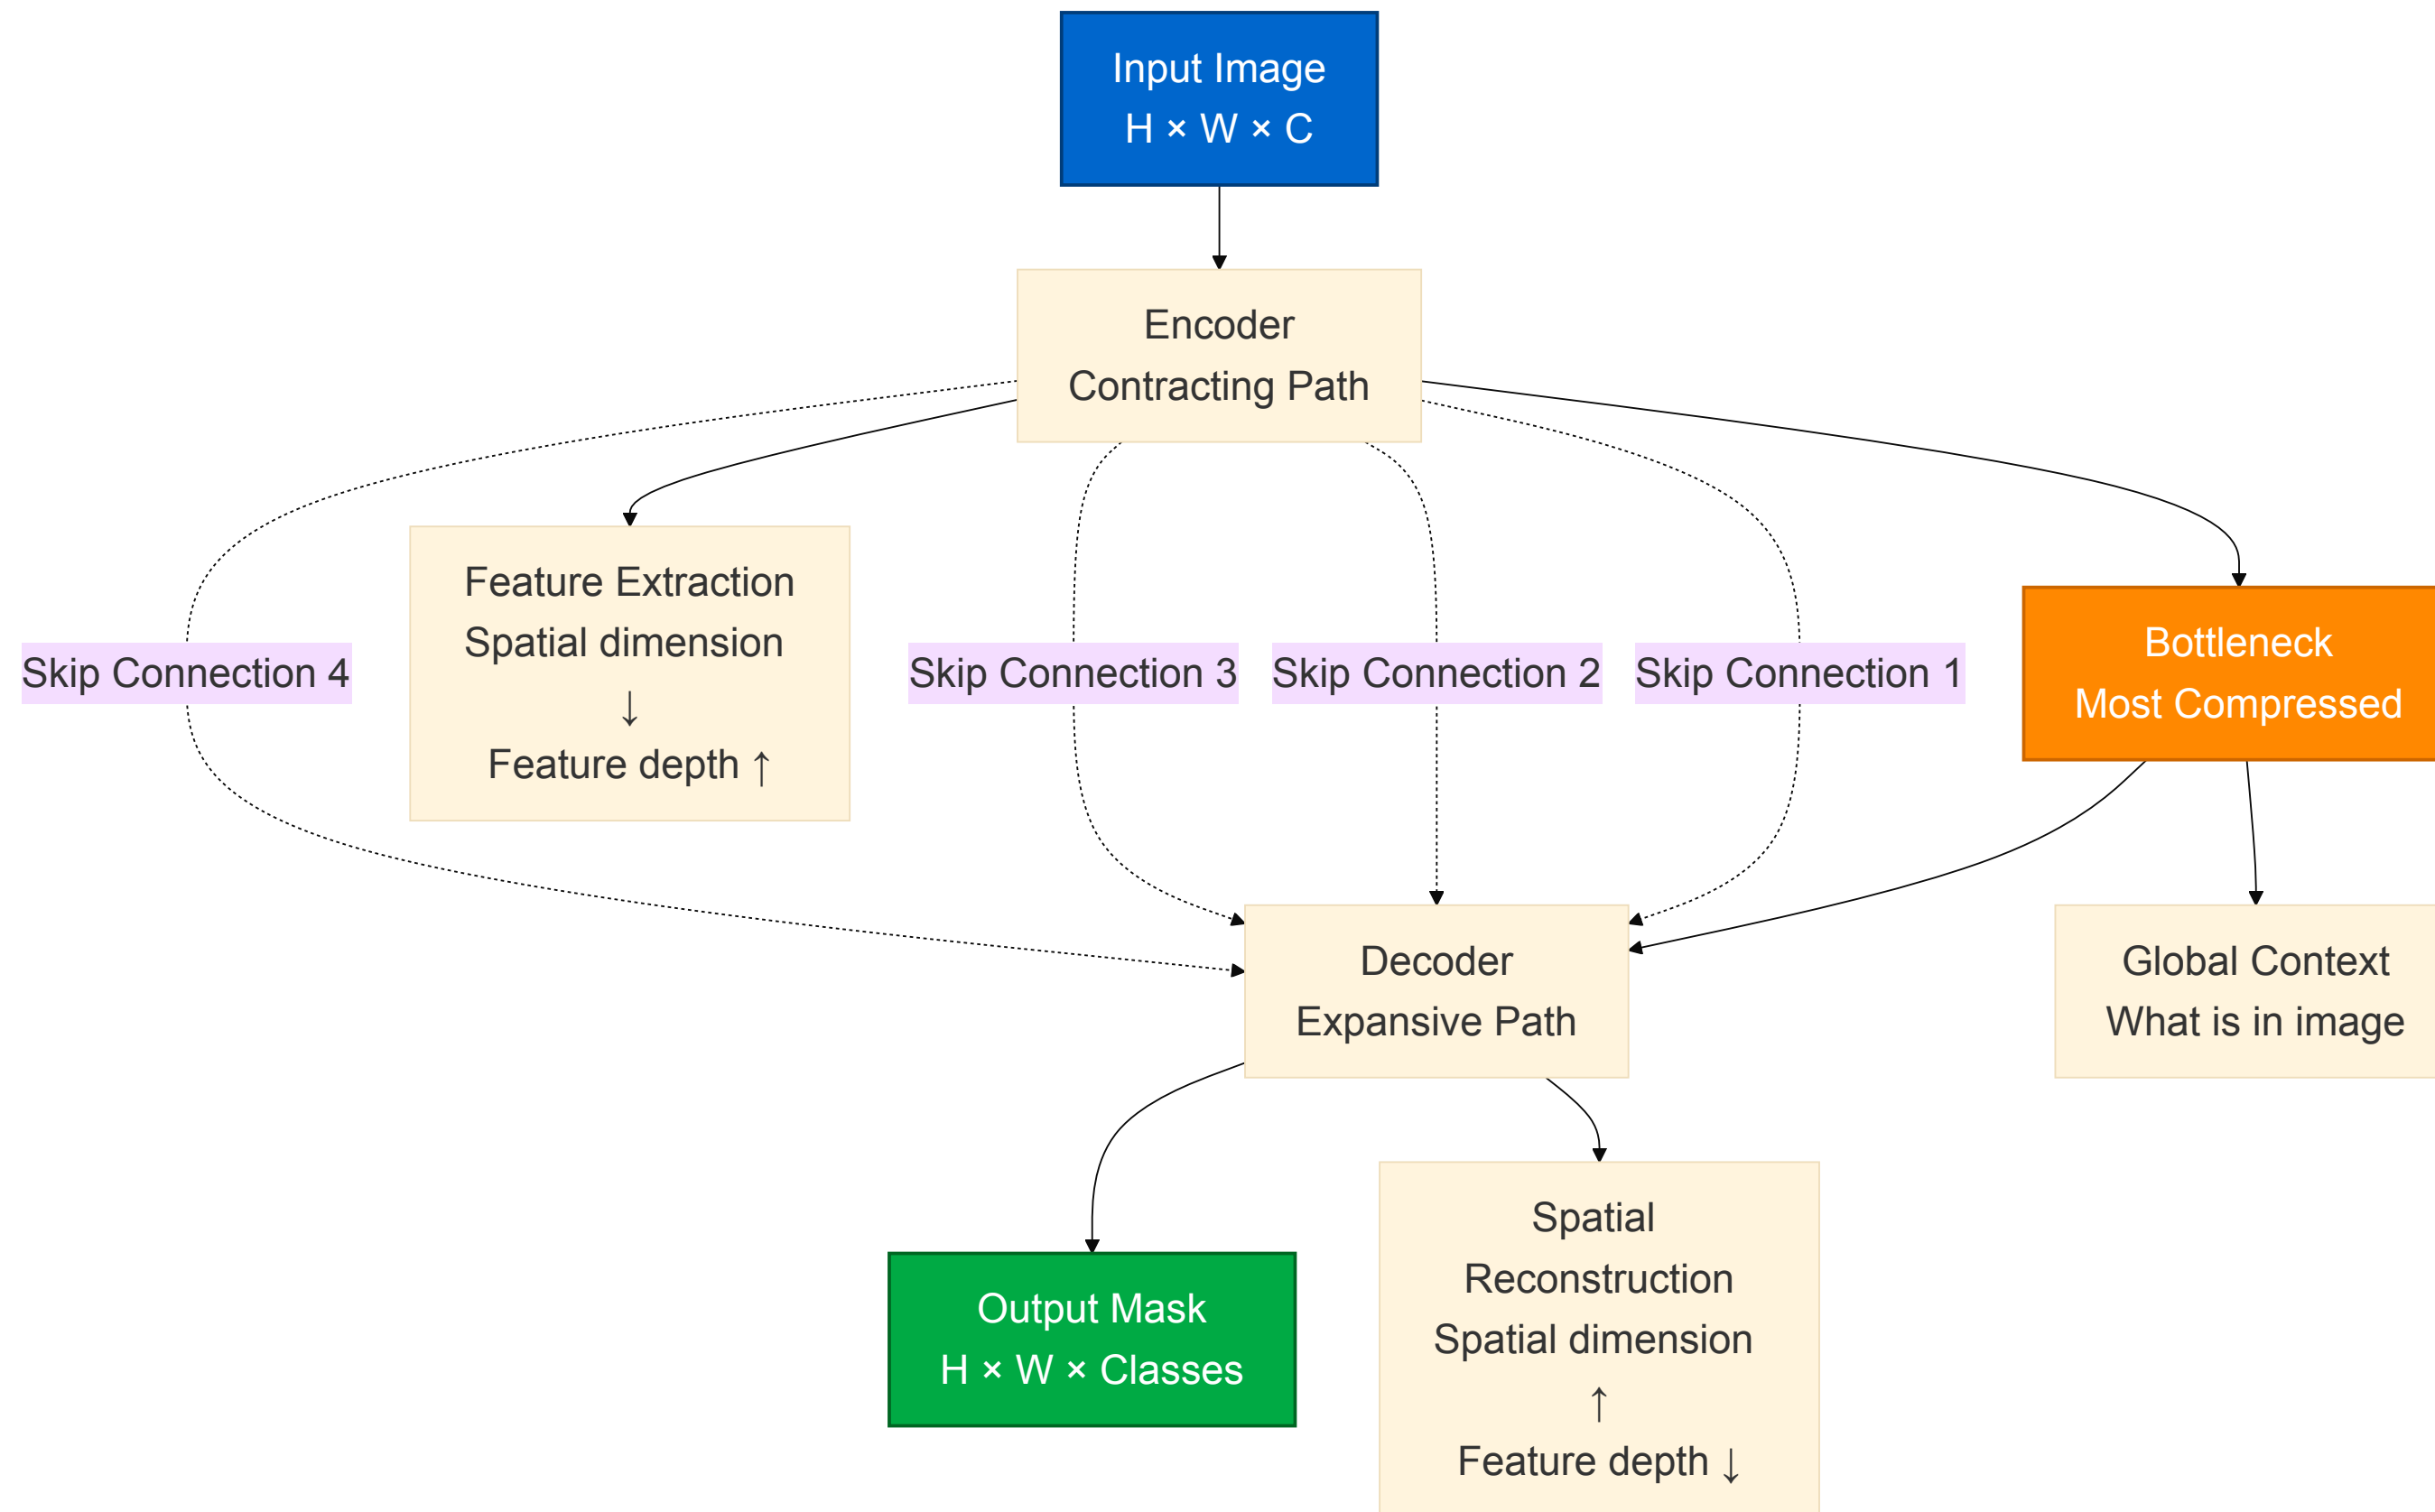 Input Image
H × W × C
Encoder
Contracting Path
Feature Extraction
Spatial dimension
↓
Feature depth ↑
Skip Connection 4
Skip Connection 3
Skip Connection 2
Skip Connection 1
Bottleneck
Most Compressed
Decoder
Expansive Path
Global Context
What is in image
Output Mask
H × W × Classes
Spatial
Reconstruction
Spatial dimension
↑
Feature depth ↓